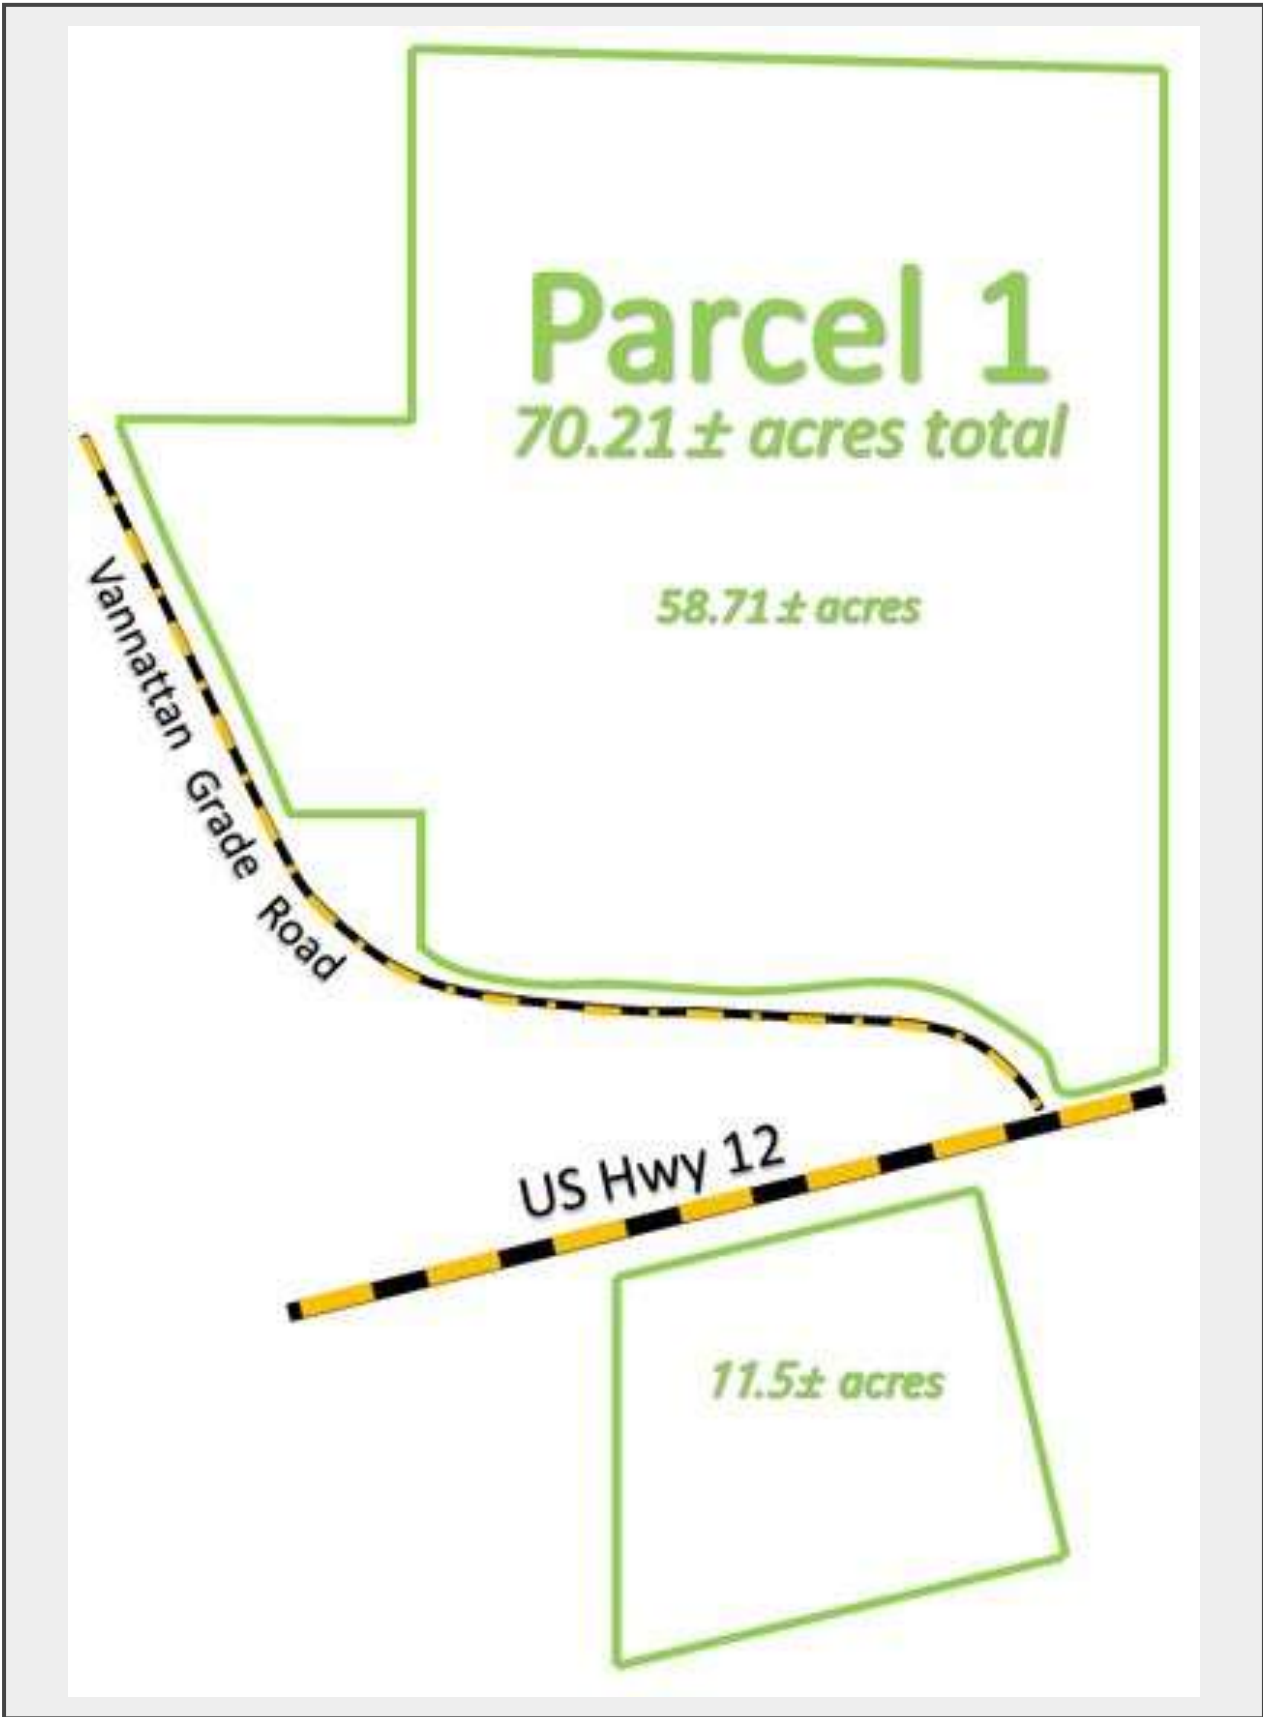 Parcel 1
70.21± acres total
58.71± acres
Vannattan Grade Road
US Hwy 12
11.5± acres